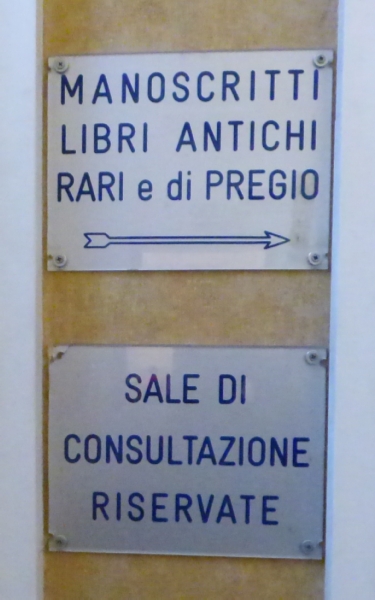 MANOSCRITTI
LIBRI ANTICHI
RARI e di PREGIO
SALE DI
CONSULTAZIONE
RISERVATE